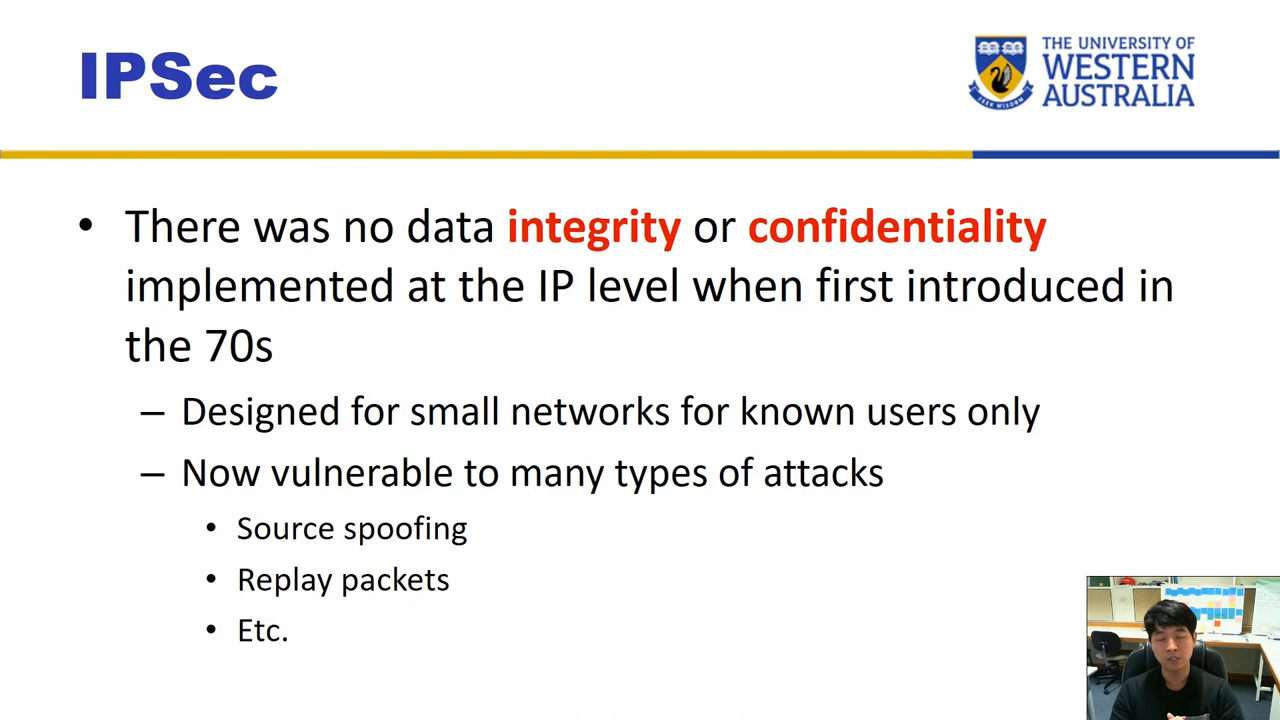 IPSec
THE UNIVERSITY OF
WESTERN
AUSTRALIA
SEEK WISDOM
• There was no data integrity or confidentiality
implemented at the IP level when first introduced in
the 70s
– Designed for small networks for known users only
– Now vulnerable to many types of attacks
• Source spoofing
• Replay packets
• Etc.